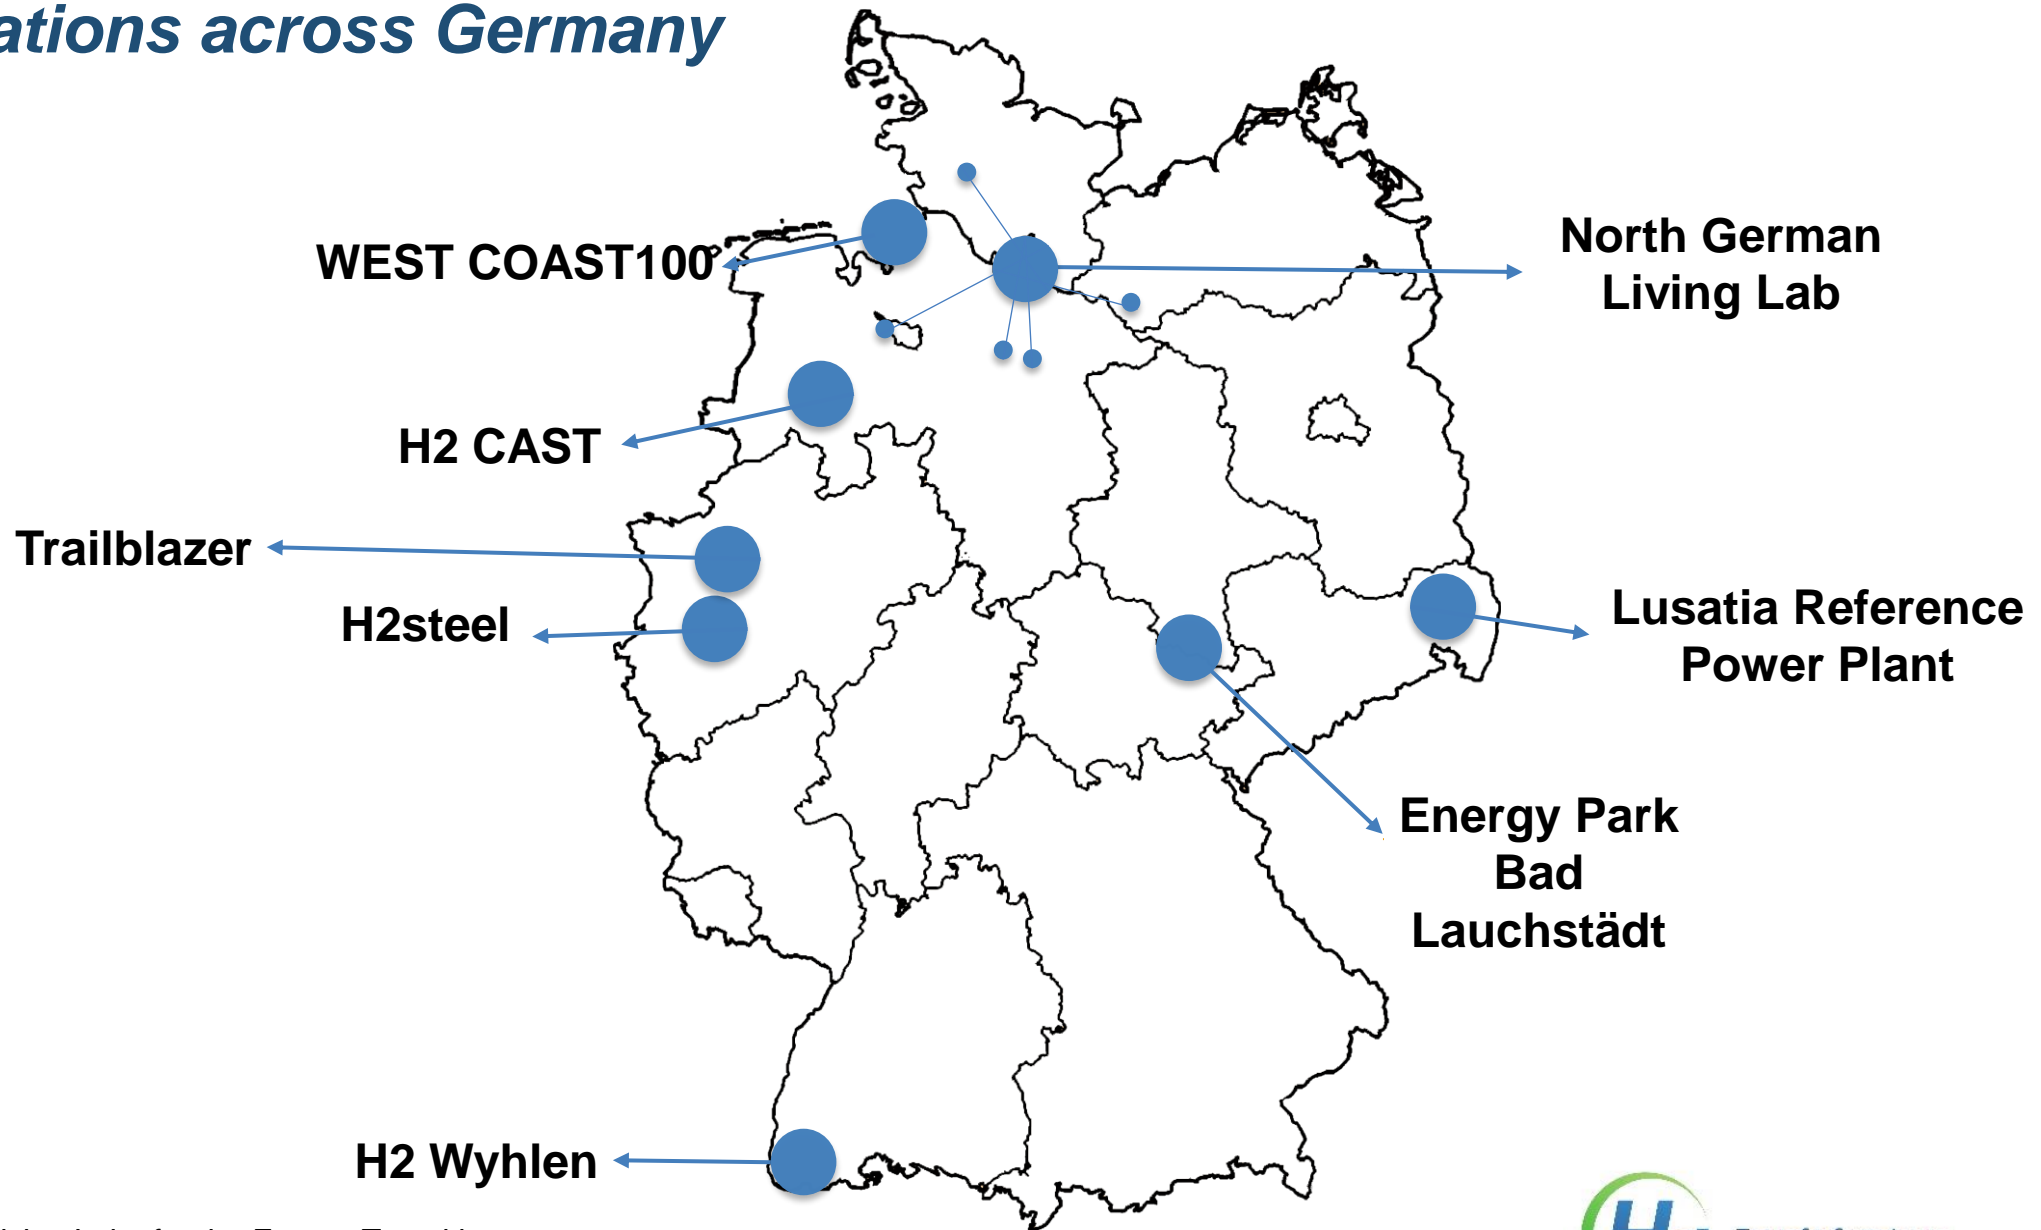 across Germany
WEST COAST100
North German
Living Lab
H2 CAST
Trailblazer
H2steel
Lusatia Reference
Power Plant
Energy Park
Bad
Lauchstädt
H2 Wyhlen